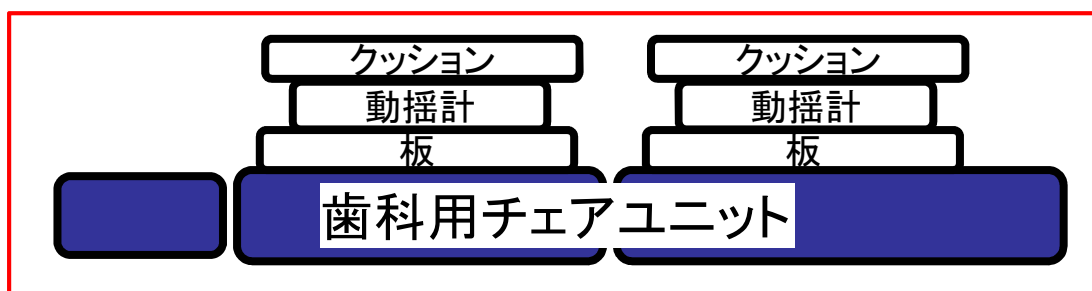 クッション
クッション
動揺計
動揺計
板
板
歯科用チェアユニット